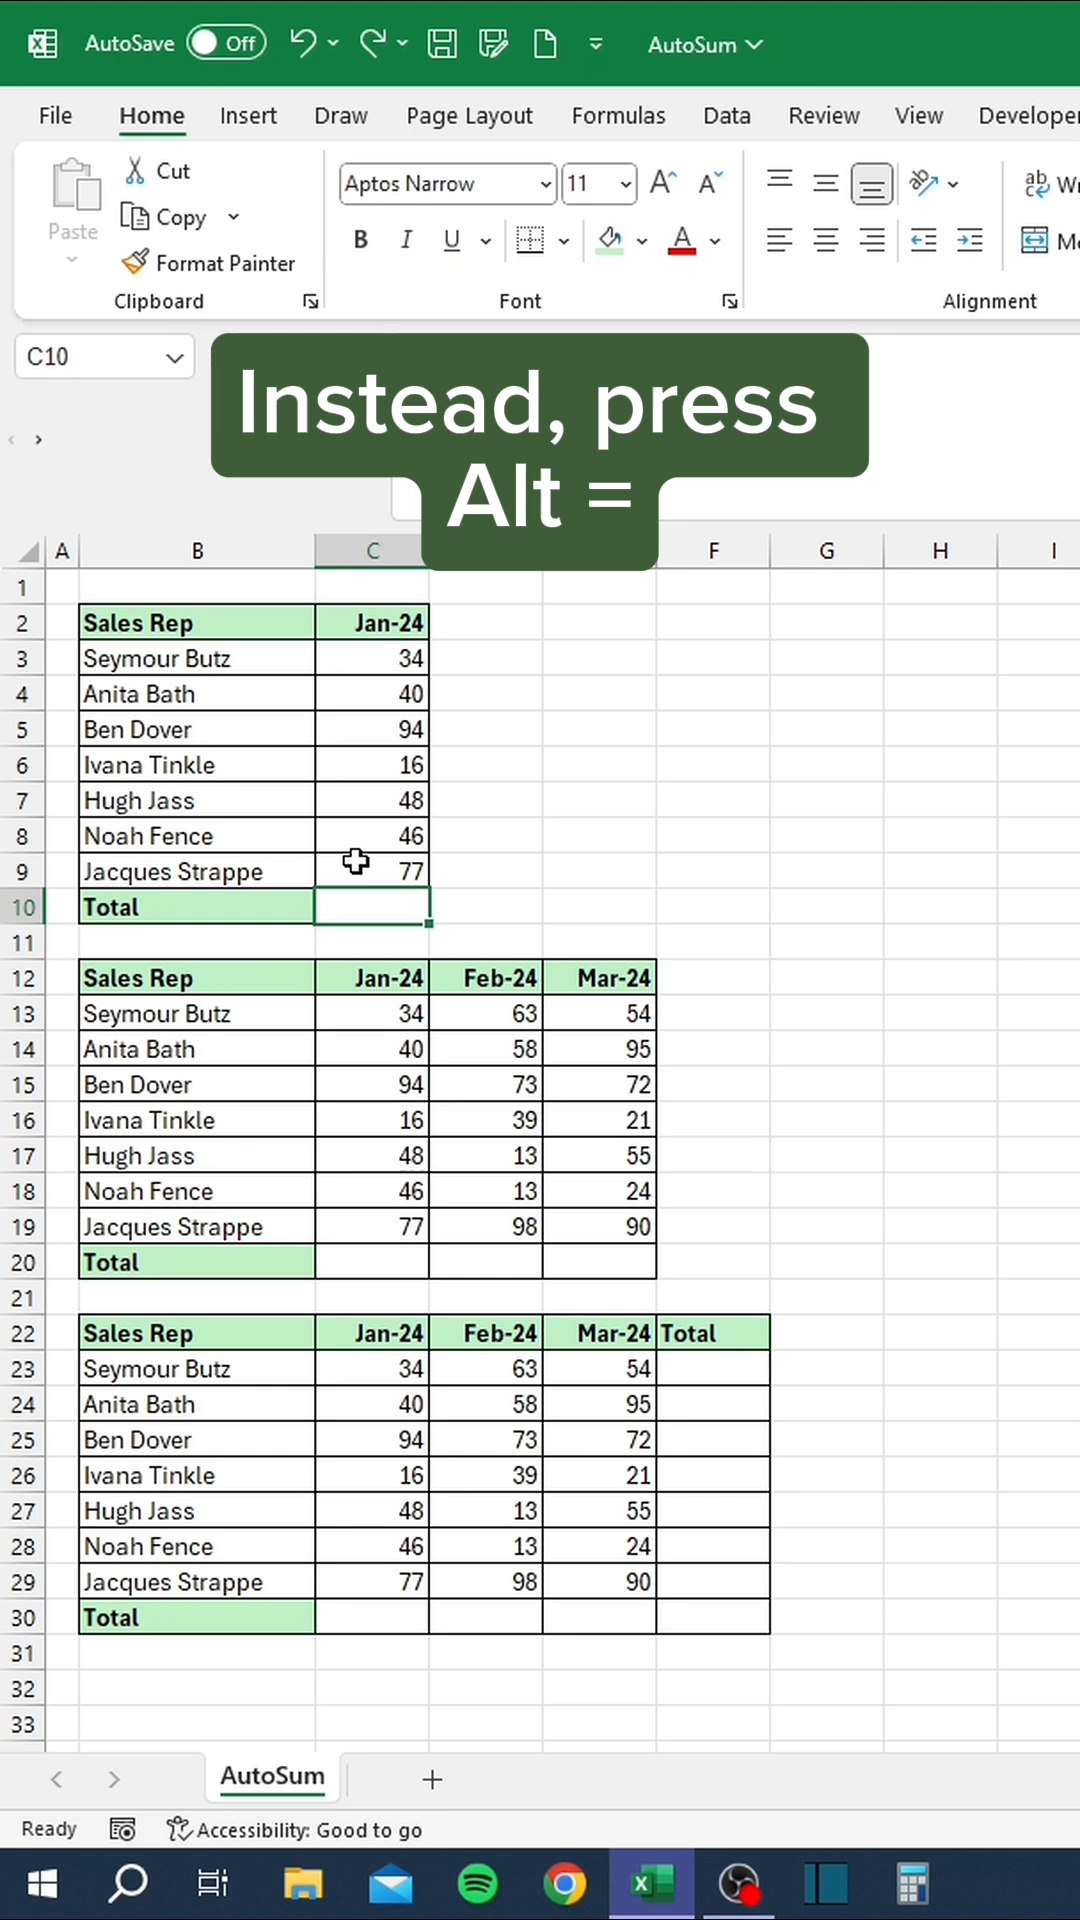 AutoSave Off AutoSum
File Home Insert Draw Page Layout Formulas Data Review View Developer
Paste
Cut
Copy
Format Painter
Clipboard
Aptos Narrow 11 A A
B I U A
Font
ab
c
Alignment
C10
Instead, press
Alt =
A B C F G H I
1
2 Sales Rep Jan-24
3 Seymour Butz 34
4 Anita Bath 40
5 Ben Dover 94
6 Ivana Tinkle 16
7 Hugh Jass 48
8 Noah Fence 46
9 Jacques Strappe 77
10 Total
11
12 Sales Rep Jan-24 Feb-24 Mar-24
13 Seymour Butz 34 63 54
14 Anita Bath 40 58 95
15 Ben Dover 94 73 72
16 Ivana Tinkle 16 39 21
17 Hugh Jass 48 13 55
18 Noah Fence 46 13 24
19 Jacques Strappe 77 98 90
20 Total
21
22 Sales Rep Jan-24 Feb-24 Mar-24 Total
23 Seymour Butz 34 63 54
24 Anita Bath 40 58 95
25 Ben Dover 94 73 72
26 Ivana Tinkle 16 39 21
27 Hugh Jass 48 13 55
28 Noah Fence 46 13 24
29 Jacques Strappe 77 98 90
30 Total
31
32
33
AutoSum
Ready Accessibility: Good to go